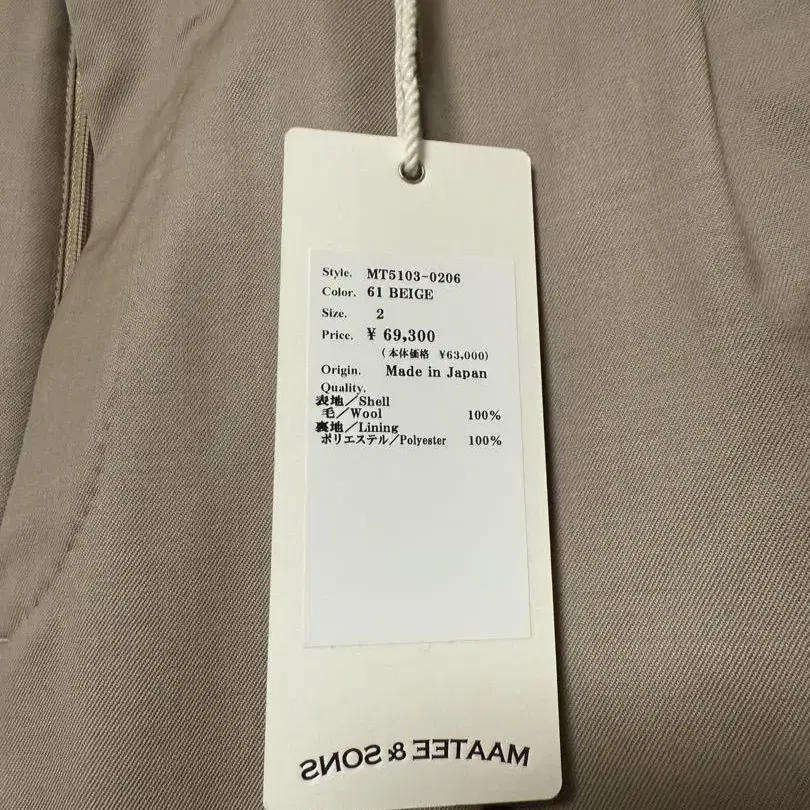 Style. MT5103-0206
Color. 61 BEIGE
Size. 2
Price. ¥ 69,300
(本体価格 ¥63,000)
Origin. Made in Japan
Quality.
表地/Shell
毛/Wool 100%
裏地/Lining
ポリエステル/Polyester 100%
MAATEE & SONS